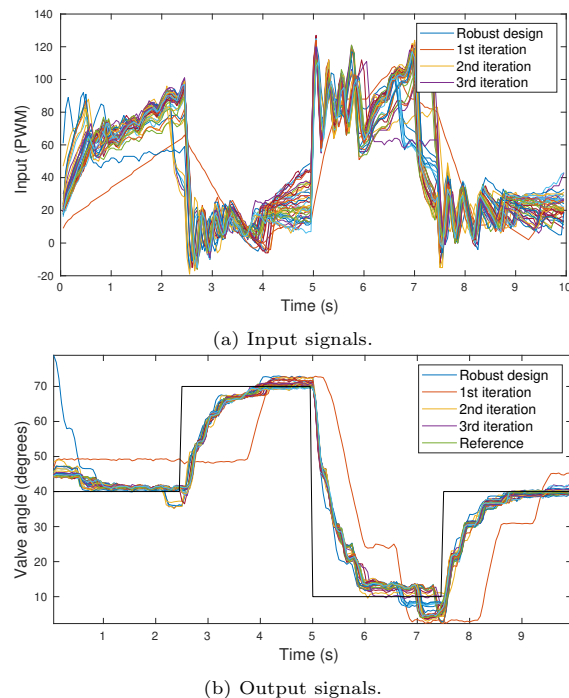 140
120
100
80
60
40
20
0
-20
Input (PWM)
Robust design
1st iteration
2nd iteration
3rd iteration
0 1 2 3 4 5 6 7 8 9 10
Time (s)
(a) Input signals.
70
60
50
40
30
20
10
Valve angle (degrees)
Robust design
1st iteration
2nd iteration
3rd iteration
Reference
1 2 3 4 5 6 7 8 9
Time (s)
(b) Output signals.